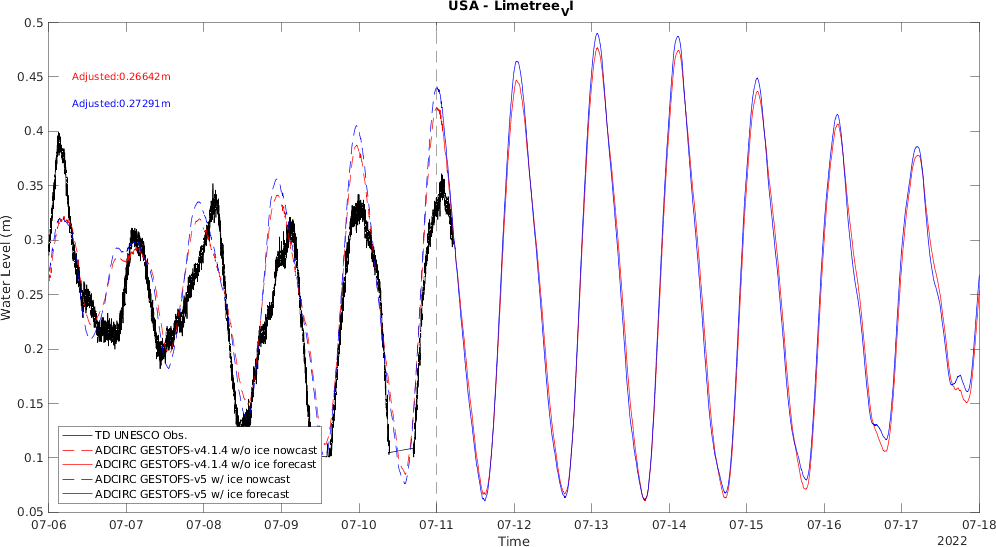 USA - Limetree_VI
0.5
0.45
0.4
0.35
0.3
0.25
0.2
0.15
0.1
0.05
Water Level (m)
Adjusted:0.26642m
Adjusted:0.27291m
TD UNESCO Obs.
ADCIRC GESTOFS-v4.1.4 w/o ice nowcast
ADCIRC GESTOFS-v4.1.4 w/o ice forecast
ADCIRC GESTOFS-v5 w/ ice nowcast
ADCIRC GESTOFS-v5 w/ ice forecast
07-06 07-07 07-08 07-09 07-10 07-11 07-12 07-13 07-14 07-15 07-16 07-17 07-18
Time
2022